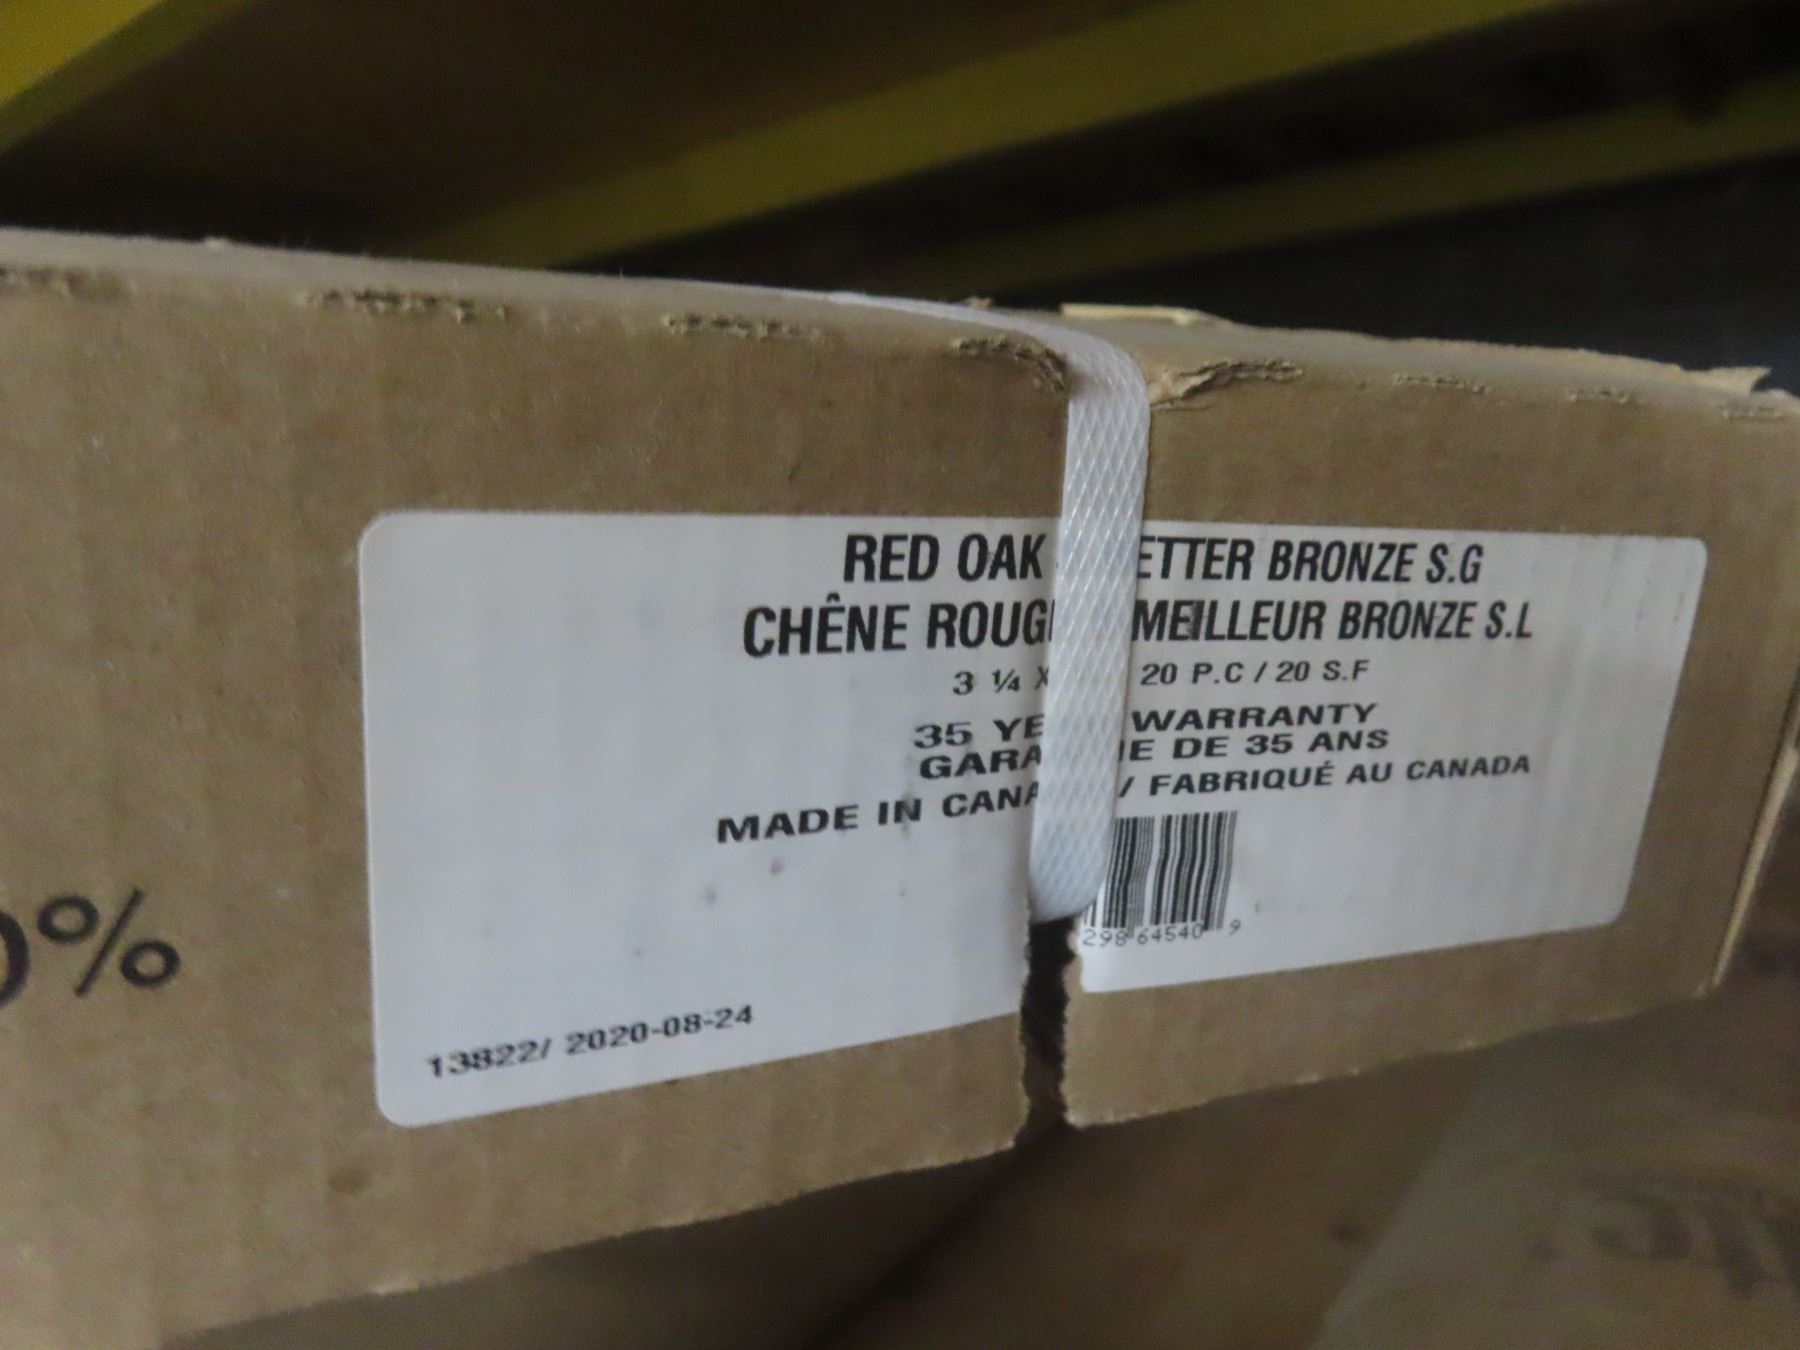 RED OAK ETTER BRONZE S.G
CHÊNE ROUG MEILLEUR BRONZE S.L
3 ¼ X 20 P.C / 20 S.F
35 YE WARRANTY
GARA IE DE 35 ANS
MADE IN CANA / FABRIQUÉ AU CANADA
298 64540 9
0%
13822/ 2020-08-24